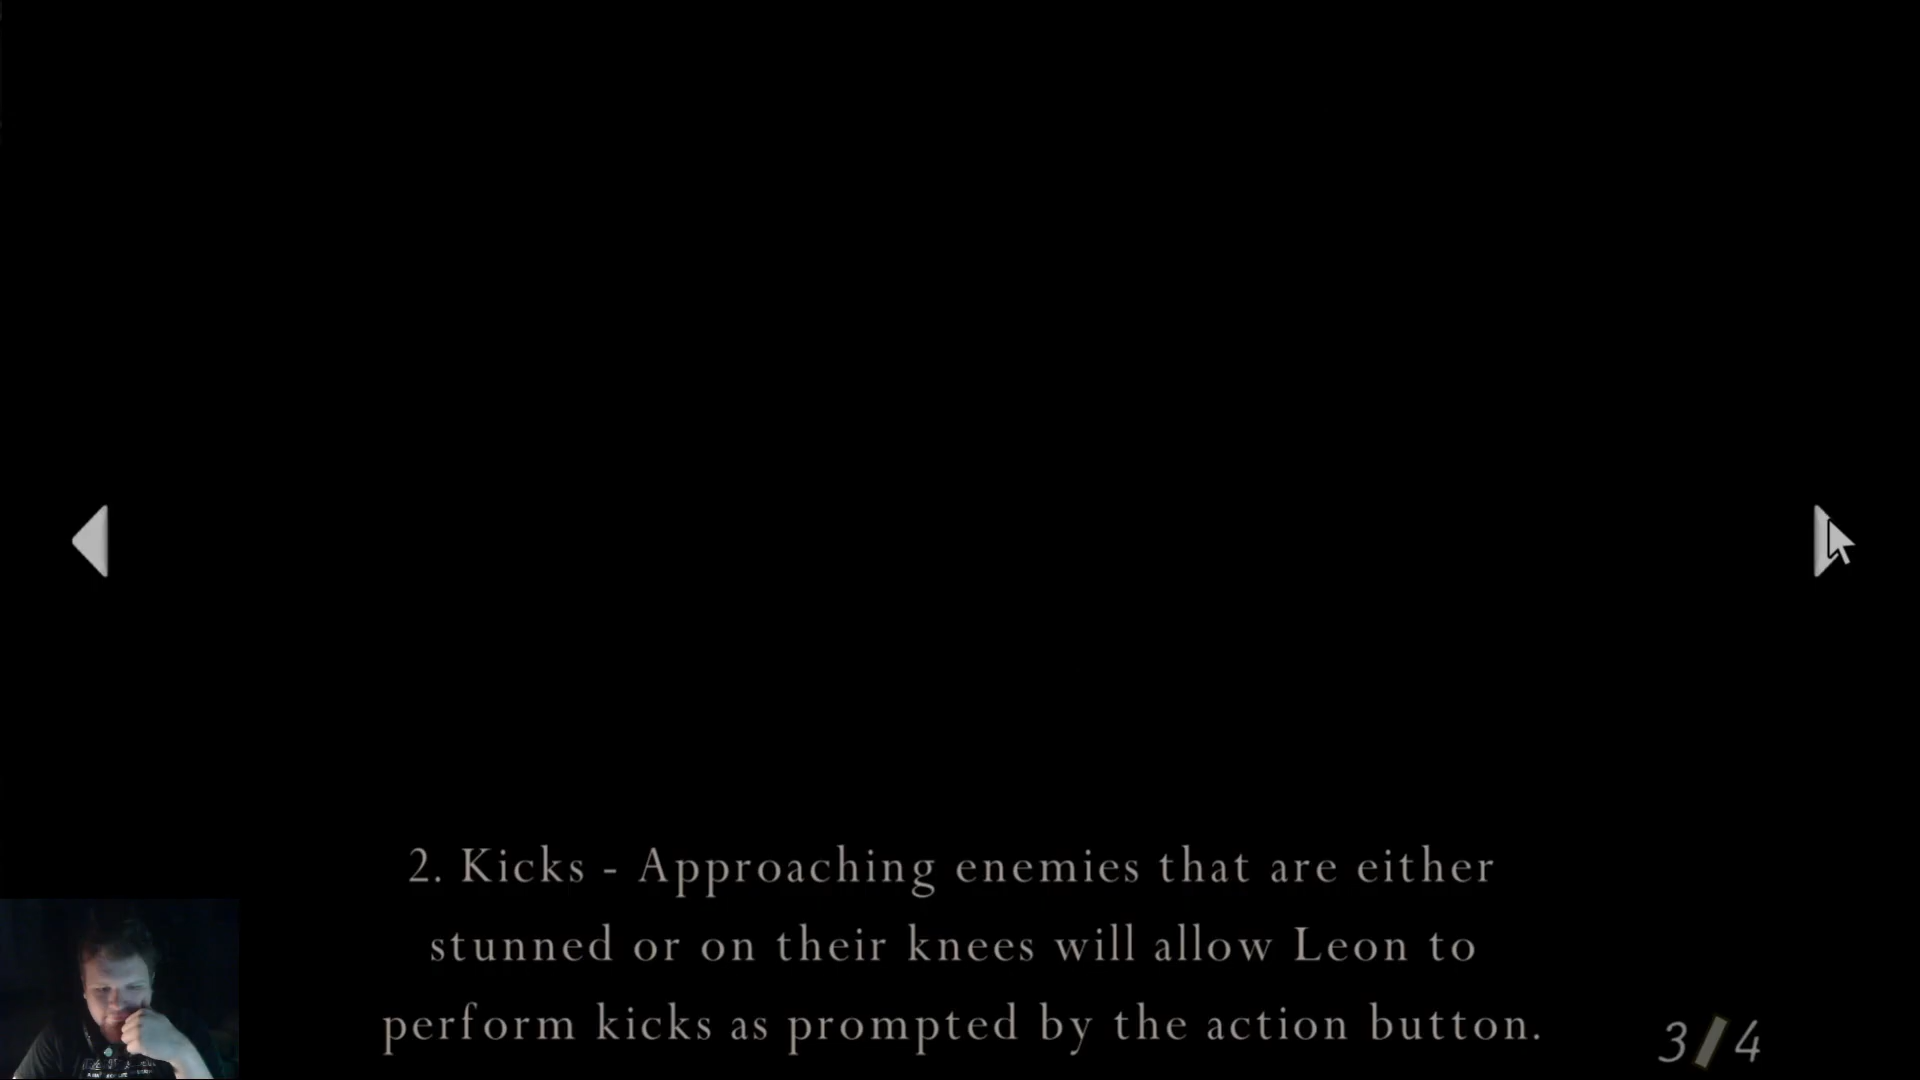 2. Kicks - Approaching enemies that are either
stunned or on their knees will allow Leon to
perform kicks as prompted by the action button.
3/4